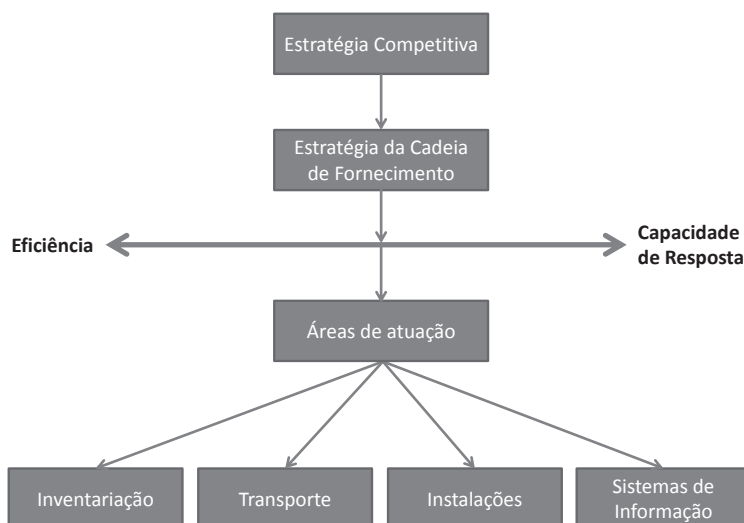 Estratégia Competitiva
Estratégia da Cadeia
de Fornecimento
Eficiência
Capacidade
de Resposta
Áreas de atuação
Inventariação
Transporte
Instalações
Sistemas de
Informação